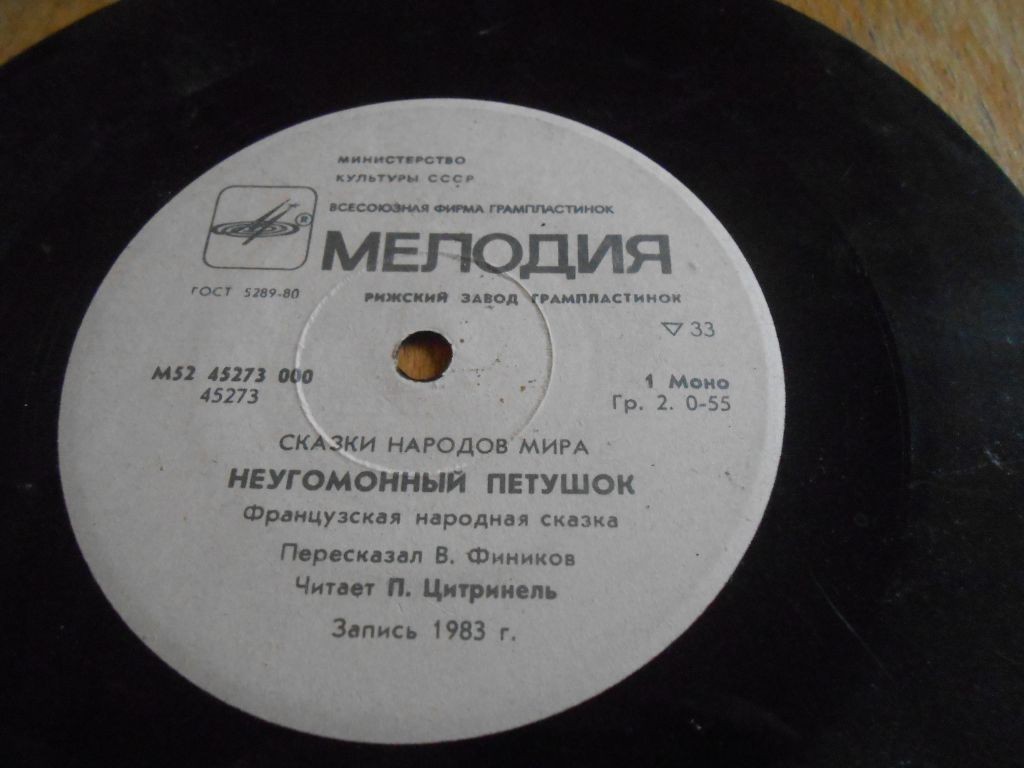 МИНИСТЕРСТВО
КУЛЬТУРЫ СССР
ВСЕСОЮЗНАЯ ФИРМА ГРАМПЛАСТИНОК
® МЕЛОДИЯ
ГОСТ 5289-80
РИЖСКИЙ ЗАВОД ГРАМПЛАСТИНОК
▽ 33
М52 45273 000
45273
1 Моно
Гр. 2. 0-55
СКАЗКИ НАРОДОВ МИРА
НЕУГОМОННЫЙ ПЕТУШОК
Французская народная сказка
Пересказал В. Фиников
Читает П. Цитринель
Запись 1983 г.